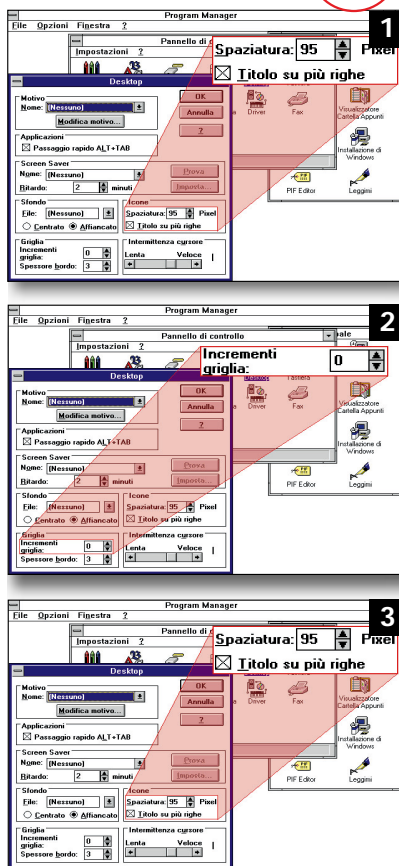 1
Program Manager
File Opzioni Finestra ?
Pannello di
Impostazioni ?
Spaziatura: 95 Pixel
Titolo su più righe
Desktop
Motivo
Nome: (Nessuno)
Modifica motivo...
OK
Annulla
?
Applicazioni
Passaggio rapido ALT+TAB
Screen Saver
Nome: (Nessuno)
Prova
Ritardo: 2 minuti
Imposta...
Sfondo
File: (Nessuno)
Centrato Affiancato
Icone
Spaziatura: 95 Pixel
Titolo su più righe
Griglia
Incrementi griglia: 0
Spessore bordo: 3
Intermittenza cursore
Lenta Veloce
Driver
Fax
Visualizzatore
Cartella Appunti
Installazione di
Windows
PIF Editor
Leggimi
2
Program Manager
File Opzioni Finestra ?
Pannello di controllo
Impostazioni ?
Incrementi
griglia: 0
Desktop
Motivo
Nome: (Nessuno)
Modifica motivo...
OK
Annulla
?
Applicazioni
Passaggio rapido ALT+TAB
Screen Saver
Nome: (Nessuno)
Prova
Ritardo: 2 minuti
Imposta...
Sfondo
File: (Nessuno)
Centrato Affiancato
Icone
Spaziatura: 95 Pixel
Titolo su più righe
Griglia
Incrementi griglia: 0
Spessore bordo: 3
Intermittenza cursore
Lenta Veloce
Desktop
Tastiera
Driver
Fax
Visualizzatore
Cartella Appunti
Installazione di
Windows
PIF Editor
Leggimi
3
Program Manager
File Opzioni Finestra ?
Pannello di
Impostazioni ?
Spaziatura: 95 Pixel
Titolo su più righe
Desktop
Motivo
Nome: (Nessuno)
Modifica motivo...
OK
Annulla
?
Applicazioni
Passaggio rapido ALT+TAB
Screen Saver
Nome: (Nessuno)
Prova
Ritardo: 2 minuti
Imposta...
Sfondo
File: (Nessuno)
Centrato Affiancato
Icone
Spaziatura: 95 Pixel
Titolo su più righe
Griglia
Incrementi griglia: 0
Spessore bordo: 3
Intermittenza cursore
Lenta Veloce
Driver
Fax
Visualizzatore
Cartella Appunti
Installazione di
Windows
PIF Editor
Leggimi